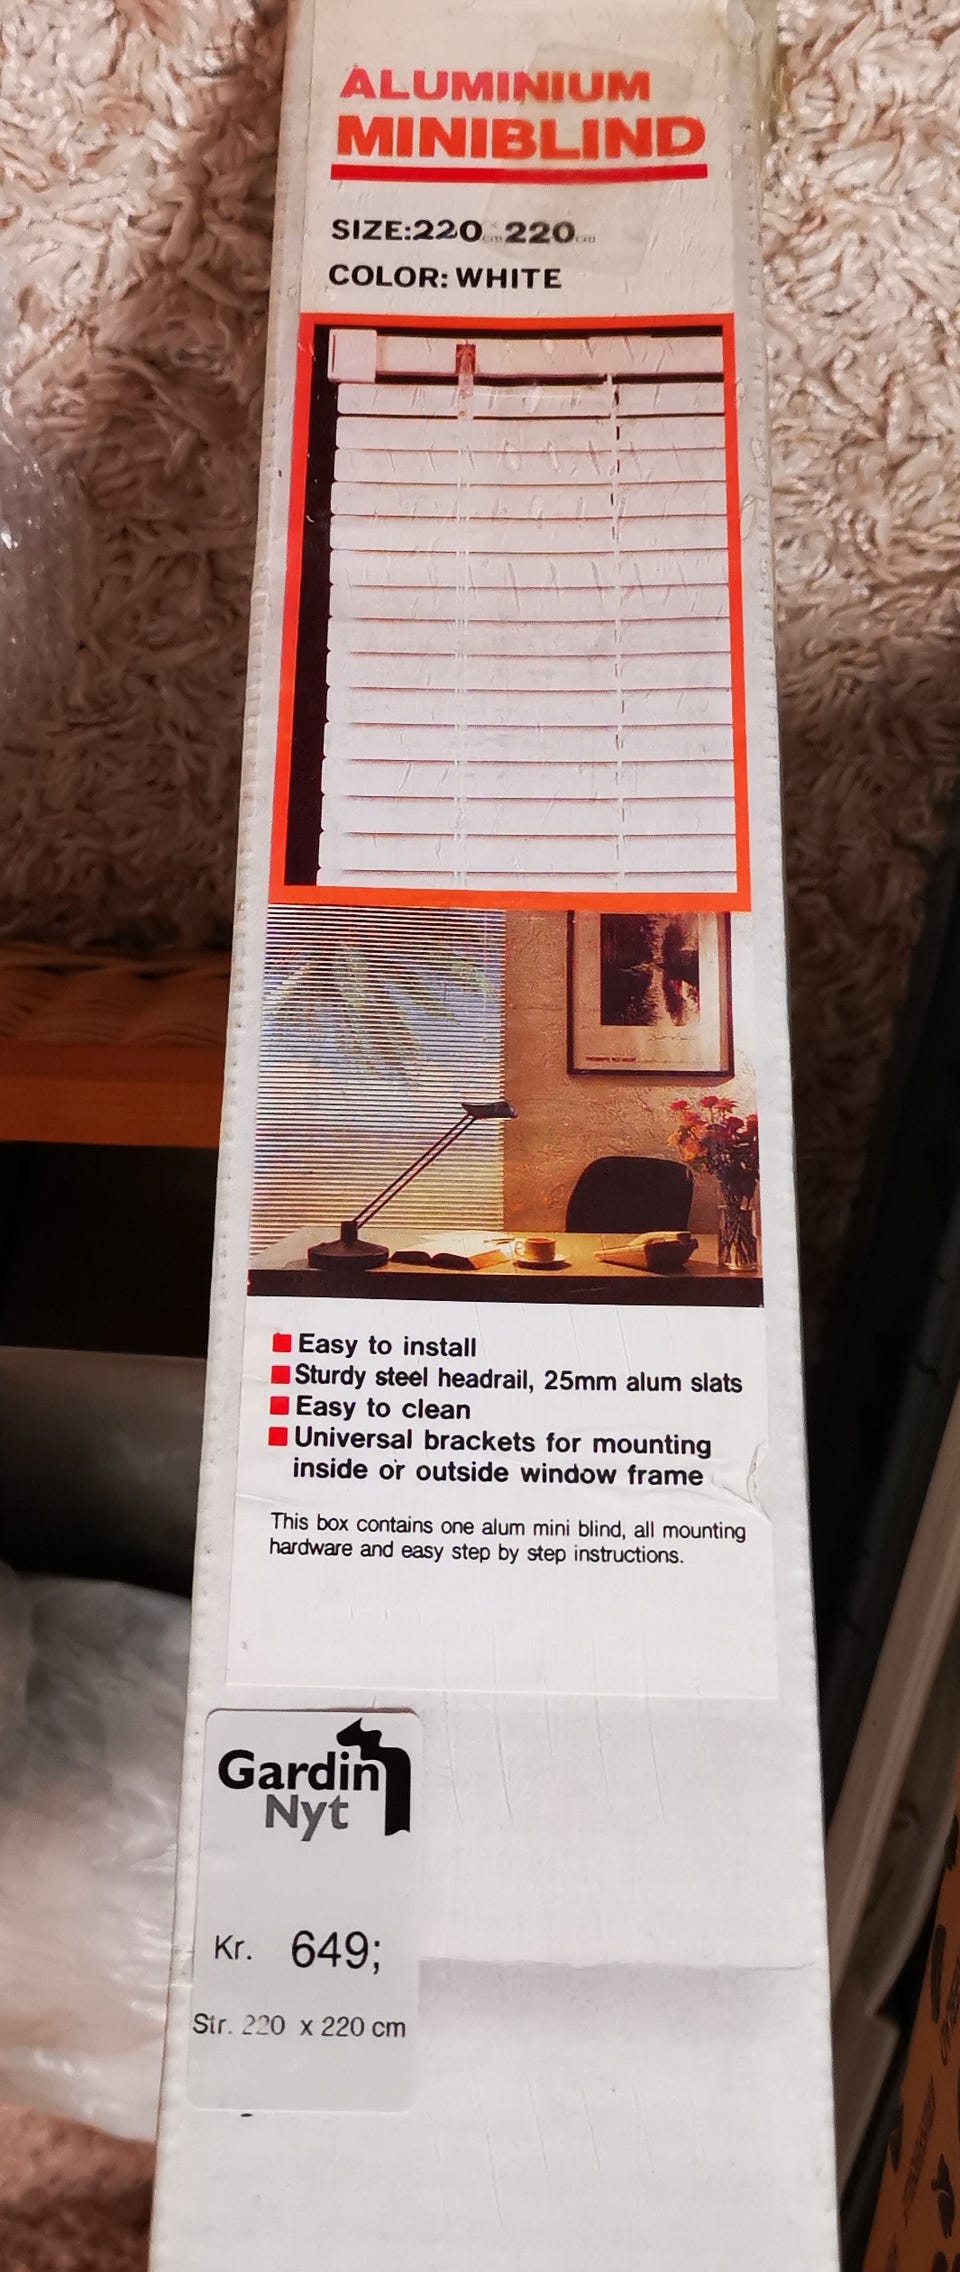 ALUMINIUM
MINIBLIND
SIZE:220cm 220cm
COLOR: WHITE
Easy to install
Sturdy steel headrail, 25mm alum slats
Easy to clean
Universal brackets for mounting
inside or outside window frame
This box contains one alum mini blind, all mounting
hardware and easy step by step instructions.
Gardin
Nyt
Kr. 649;
Str. 220 x 220 cm